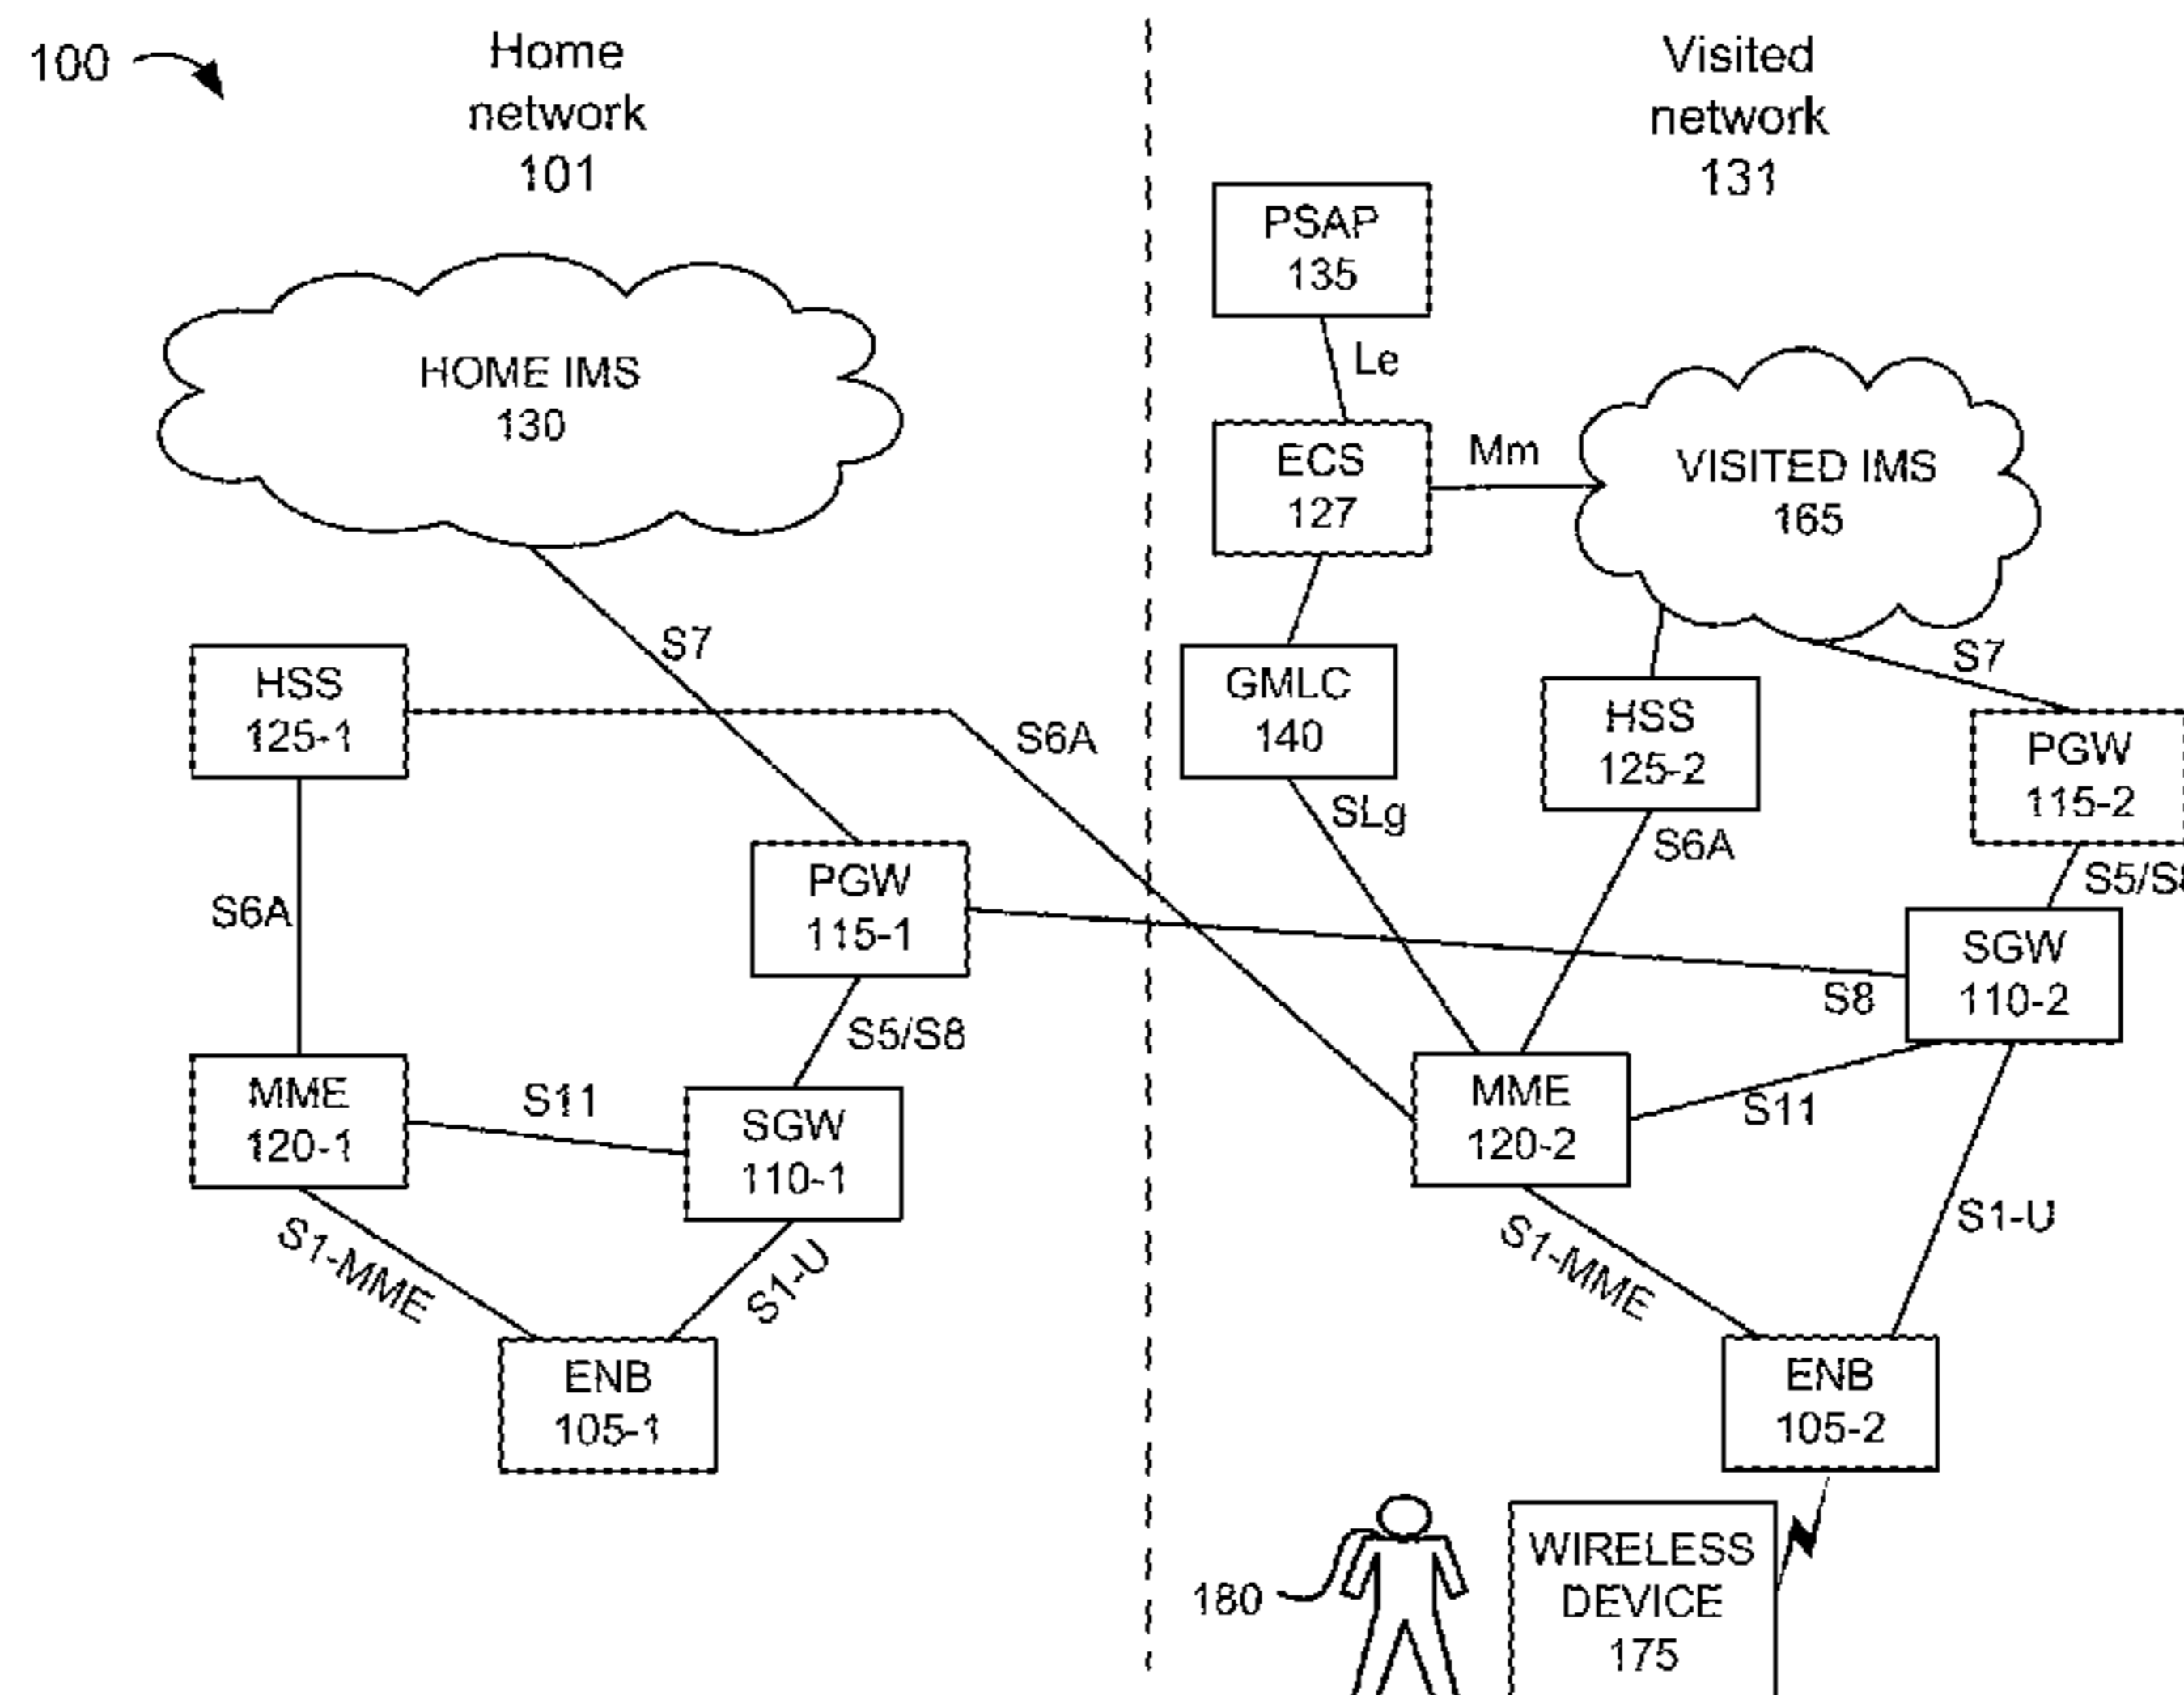 100
Home
network
101
Visited
network
131
PSAP
135
Le
HOME IMS
130
ECS
127
Mm
VISITED IMS
165
S7
S7
HSS
125-1
S6A
GMLC
140
HSS
125-2
PGW
115-2
SLg
S6A
S5/S8
S6A
PGW
115-1
S8
SGW
110-2
S5/S8
MME
120-1
S11
SGW
110-1
MME
120-2
S11
S1-MME
S1-U
S1-MME
S1-U
ENB
105-1
ENB
105-2
180
WIRELESS
DEVICE
175